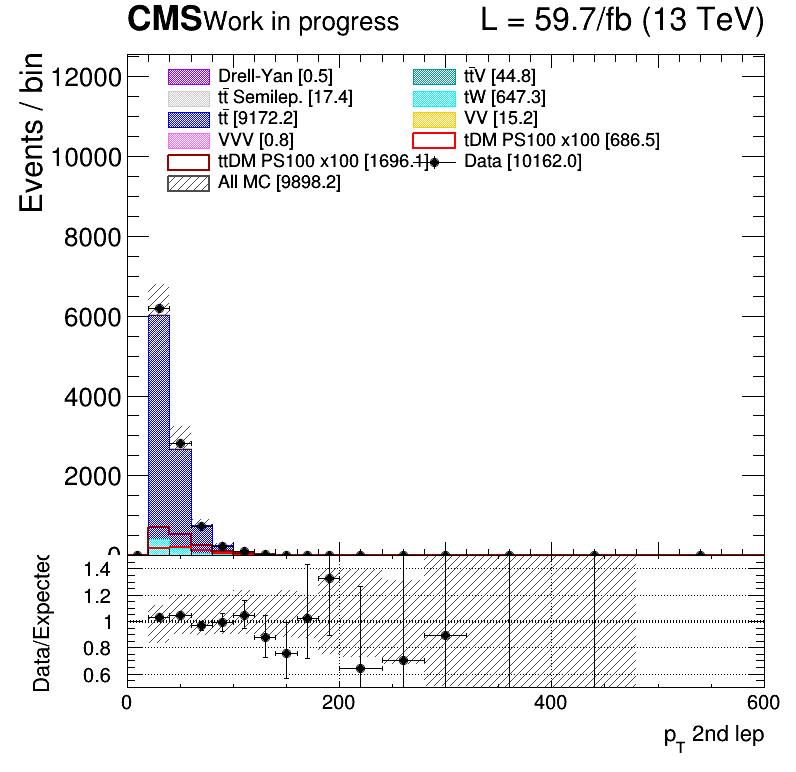 CMS Work in progress L = 59.7/fb (13 TeV)
Events / bin
12000
10000
8000
6000
4000
2000
0
Drell-Yan [0.5]
tt̄V [44.8]
tt̄ Semilep. [17.4]
tW [647.3]
tt̄ [9172.2]
VV [15.2]
VVV [0.8]
tDM PS100 x100 [686.5]
ttDM PS100 x100 [1696.1]
Data [10162.0]
All MC [9898.2]
Data/Expected
1.4
1.2
1
0.8
0.6
0 200 400 600
p_T 2nd lep